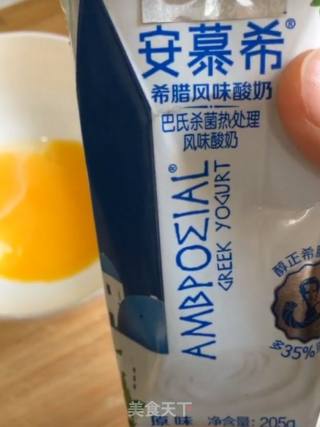 安慕希®
希腊风味酸奶
巴氏杀菌热处理
风味酸奶
AMBPOΣIAL®
GREEK YOGURT
醇正希腊
多35%
原味 净含量: 205g
美食天下